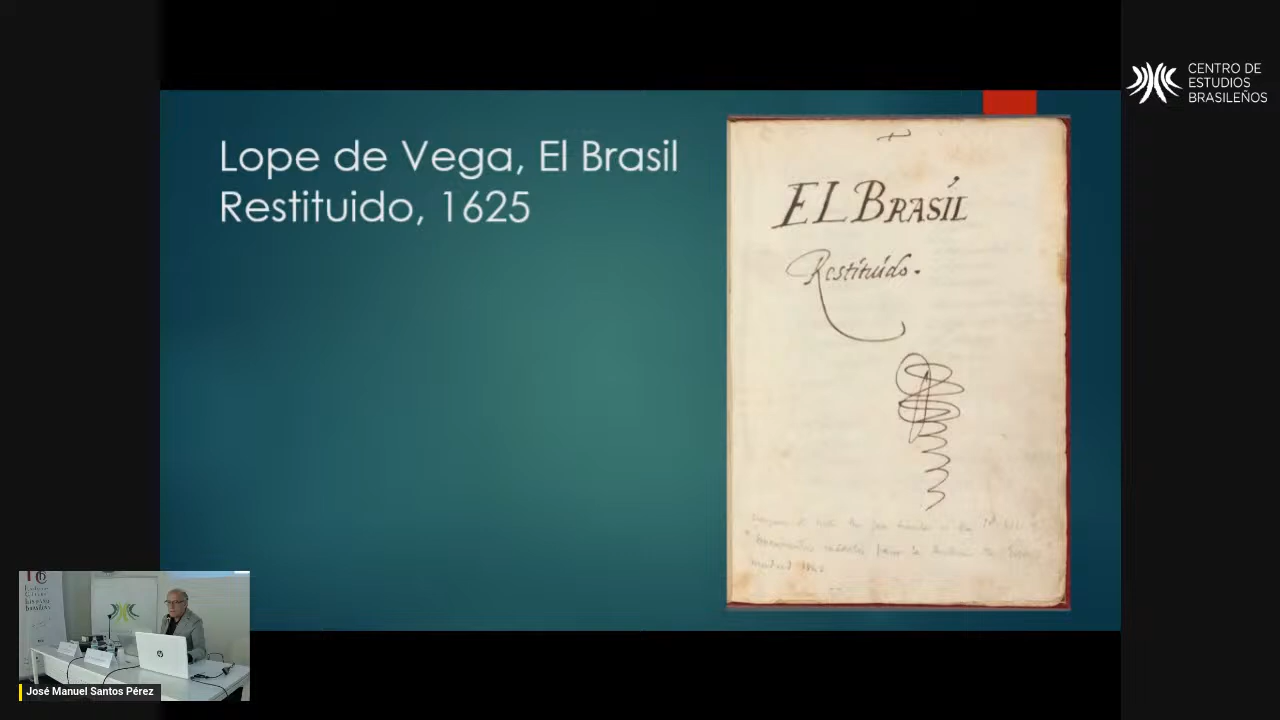 CENTRO DE
ESTUDIOS
BRASILEÑOS
Lope de Vega, El Brasil
Restituido, 1625
EL BRASIL
Restituido.
José Manuel Santos Pérez